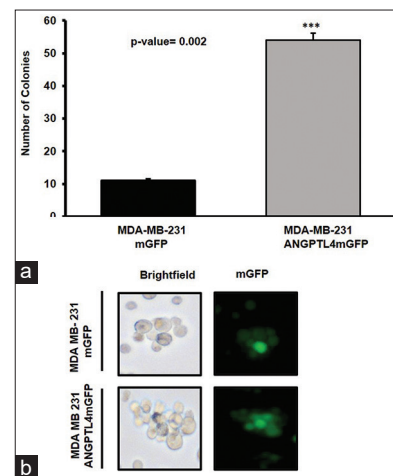 60
50
40
30
20
10
0
Number of Colonies
p-value= 0.002
***
MDA-MB-231
mGFP
MDA-MB-231
ANGPTL4mGFP
a
Brightfield
mGFP
MDA MB- 231
mGFP
MDA MB 231
ANGPTL4mGFP
b